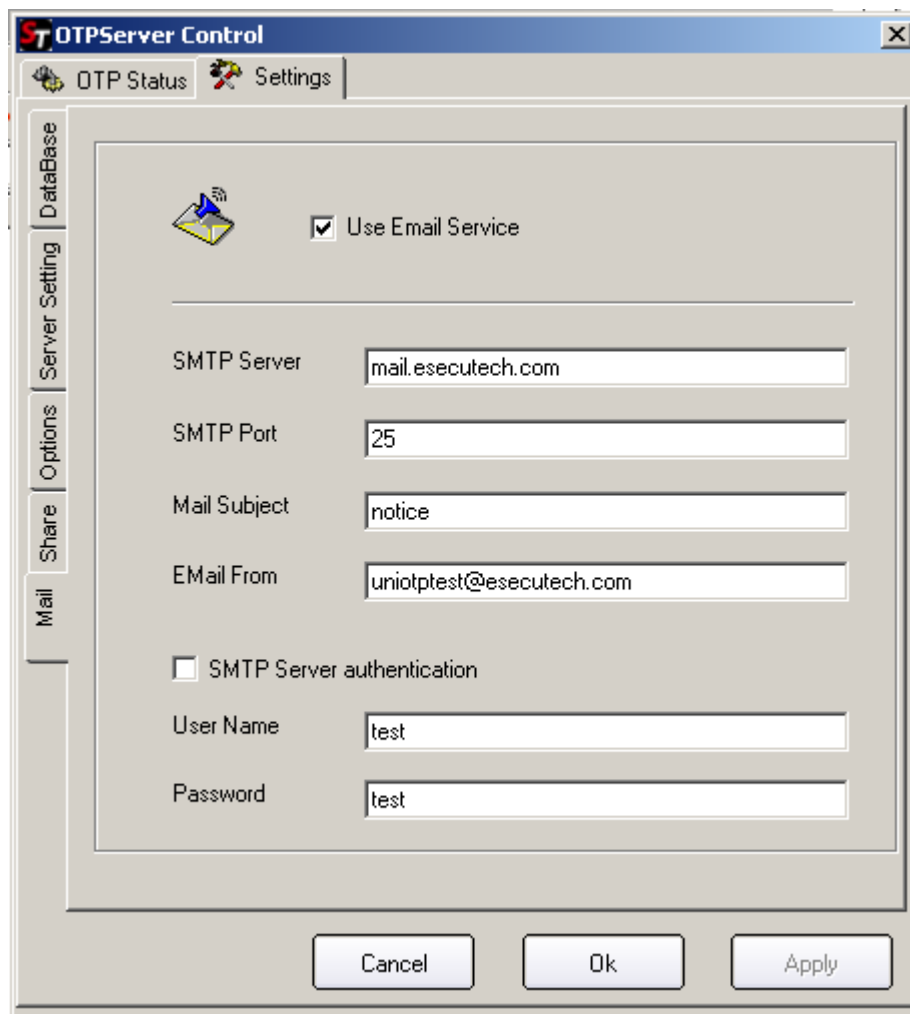 ST OTPServer Control
OTP Status Settings
DataBase
Server Setting
Options
Share
Mail
Use Email Service
SMTP Server mail.esecutech.com
SMTP Port 25
Mail Subject notice
EMail From uniotptest@esecutech.com
SMTP Server authentication
User Name test
Password test
Cancel Ok Apply